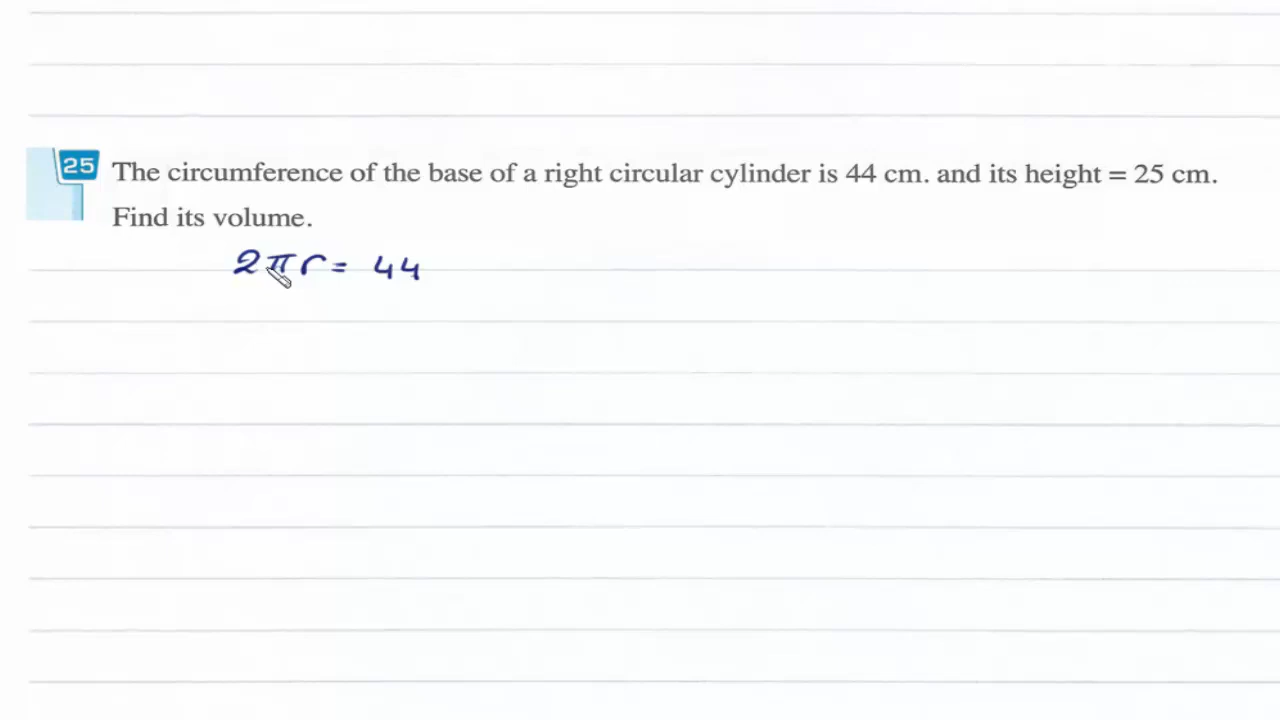 25 The circumference of the base of a right circular cylinder is 44 cm. and its height = 25 cm.
Find its volume.
2πr = 44